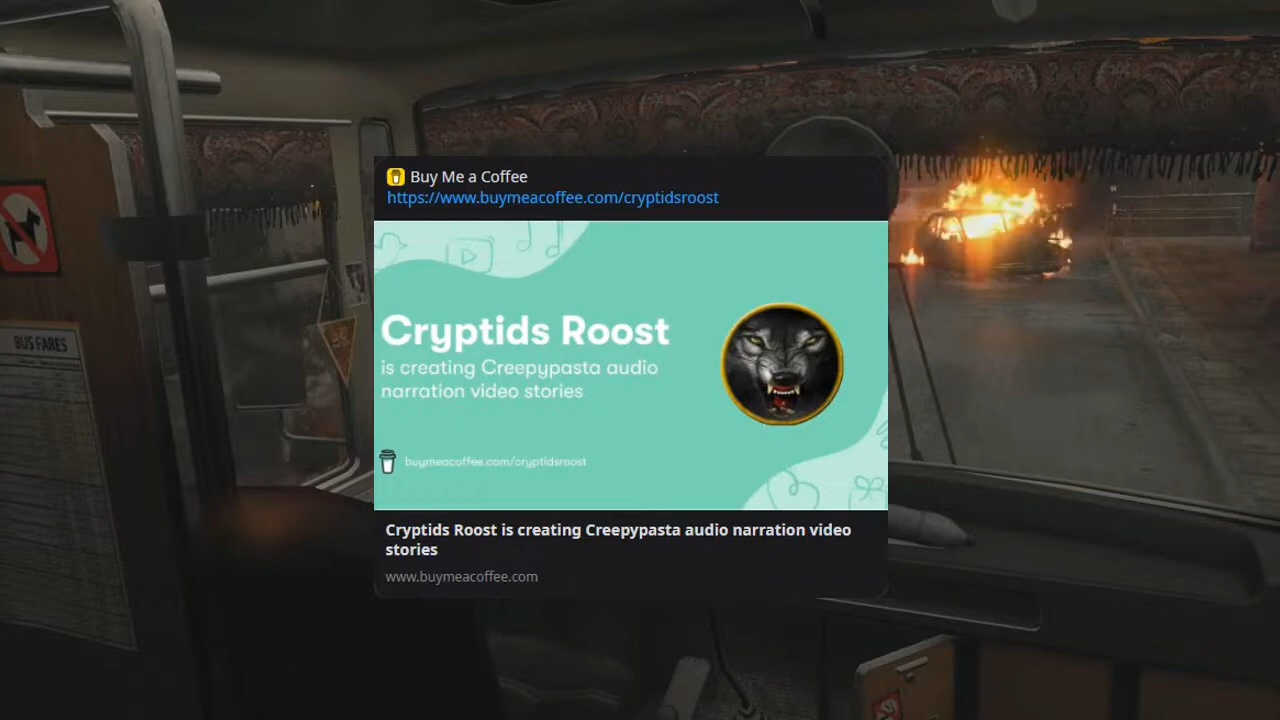 Buy Me a Coffee
https://www.buymeacoffee.com/cryptidsroost
BUS FARES
Cryptids Roost
is creating Creepypasta audio
narration video stories
buymeacoffee.com/cryptidsroost
Cryptids Roost is creating Creepypasta audio narration video
stories
www.buymeacoffee.com